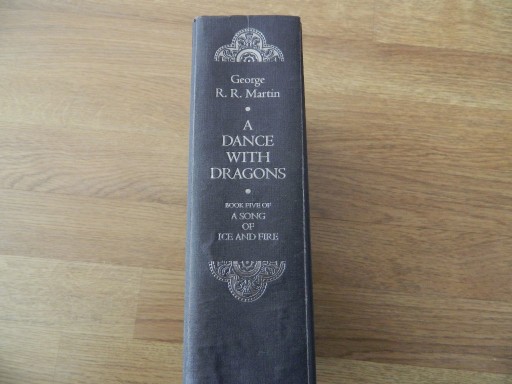 George
R. R. Martin
•
A
DANCE
WITH
DRAGONS
•
BOOK FIVE OF
A SONG
OF
ICE AND FIRE